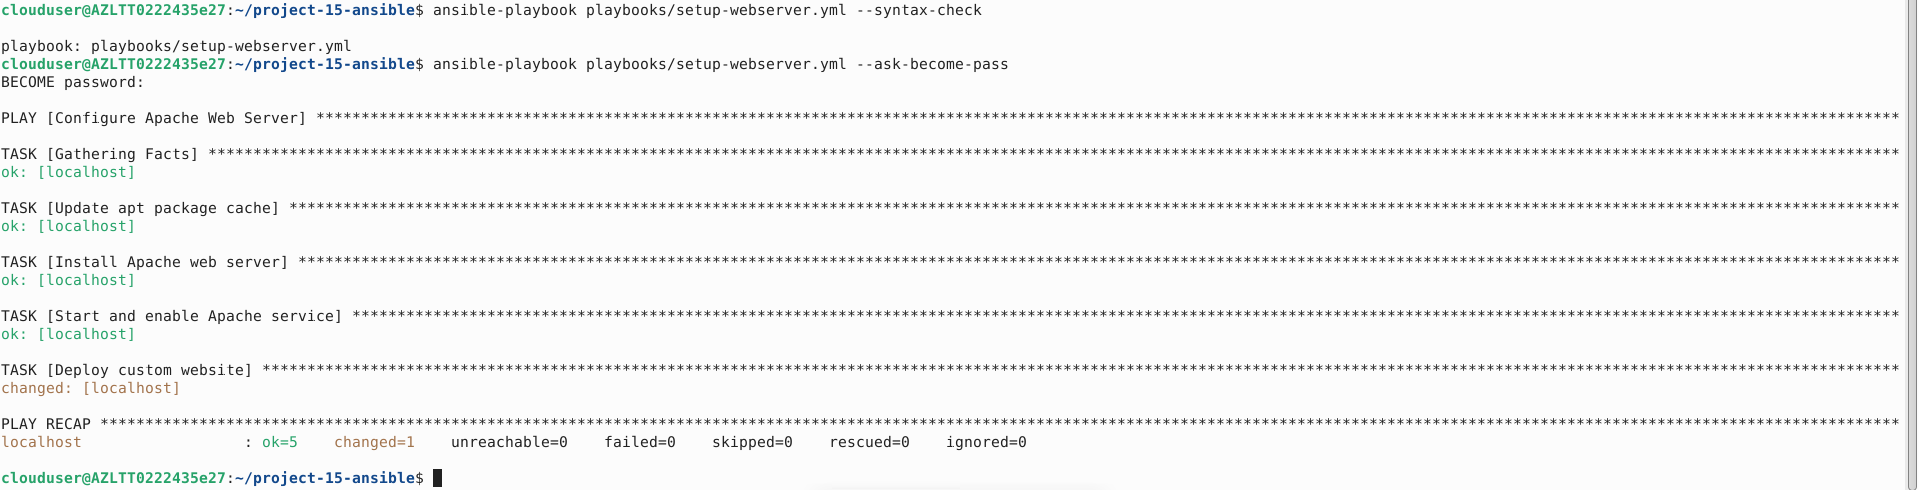 clouduser@AZLTT0222435e27:~/project-15-ansible$ ansible-playbook playbooks/setup-webserver.yml --syntax-check
playbook: playbooks/setup-webserver.yml
clouduser@AZLTT0222435e27:~/project-15-ansible$ ansible-playbook playbooks/setup-webserver.yml --ask-become-pass
BECOME password:
PLAY [Configure Apache Web Server] ********************************************************************************************************************************************************************************
TASK [Gathering Facts] ********************************************************************************************************************************************************************************************
ok: [localhost]
TASK [Update apt package cache] ***********************************************************************************************************************************************************************************
ok: [localhost]
TASK [Install Apache web server] **********************************************************************************************************************************************************************************
ok: [localhost]
TASK [Start and enable Apache service] ****************************************************************************************************************************************************************************
ok: [localhost]
TASK [Deploy custom website] **************************************************************************************************************************************************************************************
changed: [localhost]
PLAY RECAP ********************************************************************************************************************************************************************************************************
localhost                  : ok=5    changed=1    unreachable=0    failed=0    skipped=0    rescued=0    ignored=0
clouduser@AZLTT0222435e27:~/project-15-ansible$